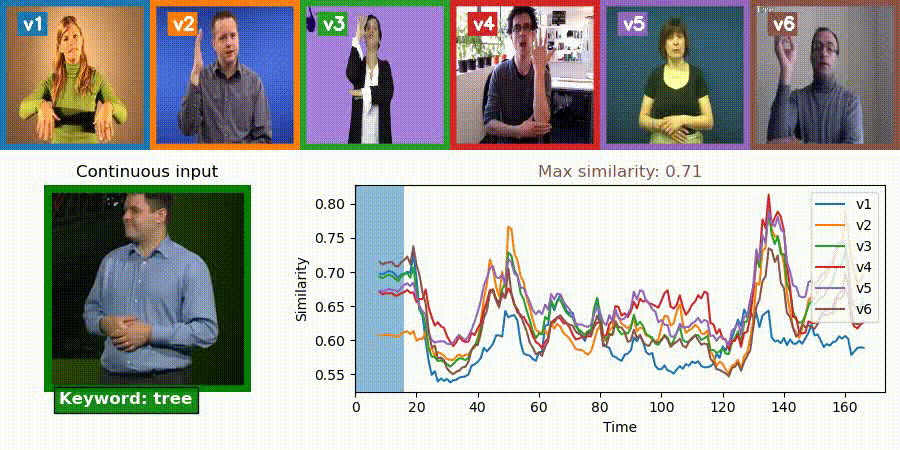 v1 v2 v3 v4 v5 v6
Continuous input
Keyword: tree
Max similarity: 0.71
Similarity
0.80
0.75
0.70
0.65
0.60
0.55
0 20 40 60 80 100 120 140 160
Time
v1
v2
v3
v4
v5
v6